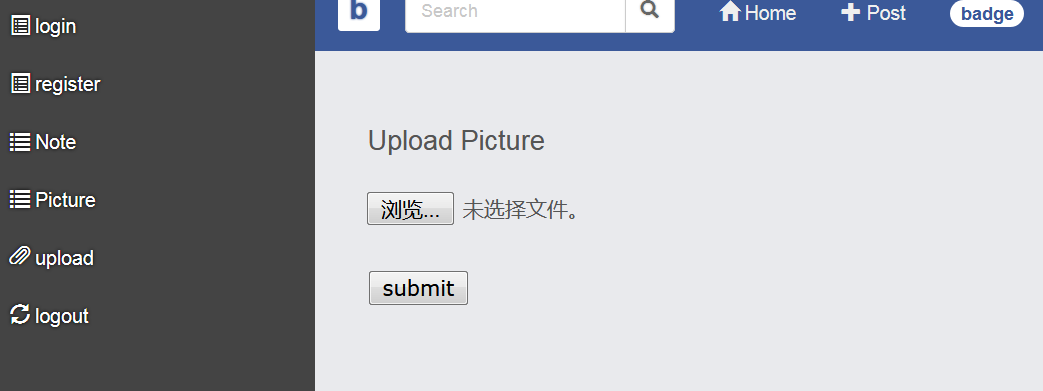 login
register
Note
Picture
upload
logout
b
Search
Home
Post
badge
Upload Picture
浏览... 未选择文件。
submit